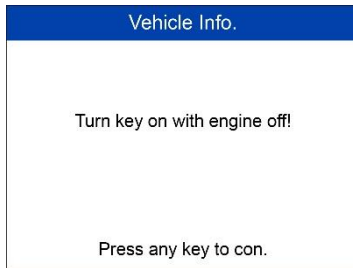 Vehicle Info.
Turn key on with engine off!
Press any key to con.